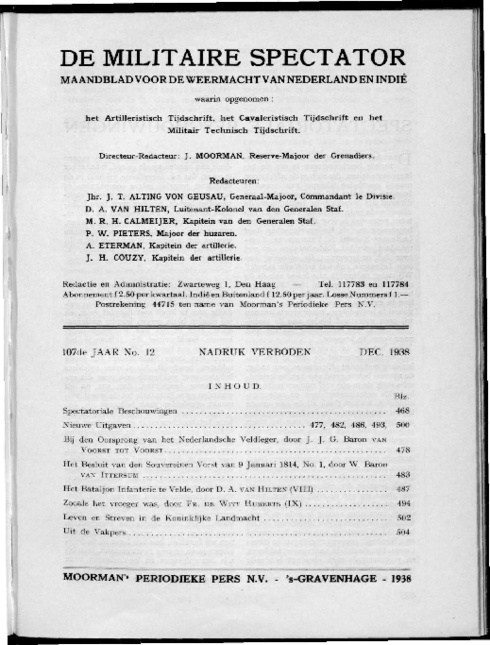 DE MILITAIRE SPECTATOR
MAANDBLAD VOOR DE WEERMACHT VAN NEDERLAND EN INDIË
waarin opgenomen :
het Artilleristisch Tijdschrift, het Cavaleristisch Tijdschrift en het
Militair Technisch Tijdschrift.
Directeur-Redacteur: J. MOORMAN, Reserve-Majoor der Grenadiers.
Redacteuren:
Jhr. J. T. ALTING VON GEUSAU, Generaal-Majoor, Commandant 1e Divisie.
D. A. VAN HILTEN, Luitenant-Kolonel van den Generalen Staf.
M. R. H. CALMEIJER, Kapitein van den Generalen Staf.
P. W. PIETERS, Majoor der huzaren.
A. ETERMAN, Kapitein der artillerie.
J. H. COUZY, Kapitein der artillerie.
Redactie en Administratie: Zwarteweg 1, Den Haag — Tel. 117783 en 117784
Abonnement f 2.50 per kwartaal. Indië en Buitenland f 12.50 per jaar. Losse Nummers f 1.—
Postrekening 44715 ten name van Moorman's Periodieke Pers N.V.
107de JAAR No. 12 NADRUK VERBODEN DEC. 1938
INHOUD.
Blz.
Spectatoriale Beschouwingen ........ 468
Nieuwe Uitgaven ........ 477, 482, 486, 493, 500
Bij den Oorsprong van het Nederlandsche Veldleger, door J. J. G. Baron VAN
VOORST TOT VOORST ........ 478
Het Besluit van den Souvereinen Vorst van 9 Januari 1814, No. 1, door W. Baron
VAN ITTERSUM ........ 483
Het Bataljon Infanterie te Velde, door D. A. VAN HILTEN (VIII) ........ 487
Zooals het vroeger was, door FR. DE WITT HUBERTS (IX) ........ 494
Leven en Streven in de Koninklijke Landmacht ........ 502
Uit de Vakpers ........ 504
MOORMAN'S PERIODIEKE PERS N.V. - 's-GRAVENHAGE - 1938